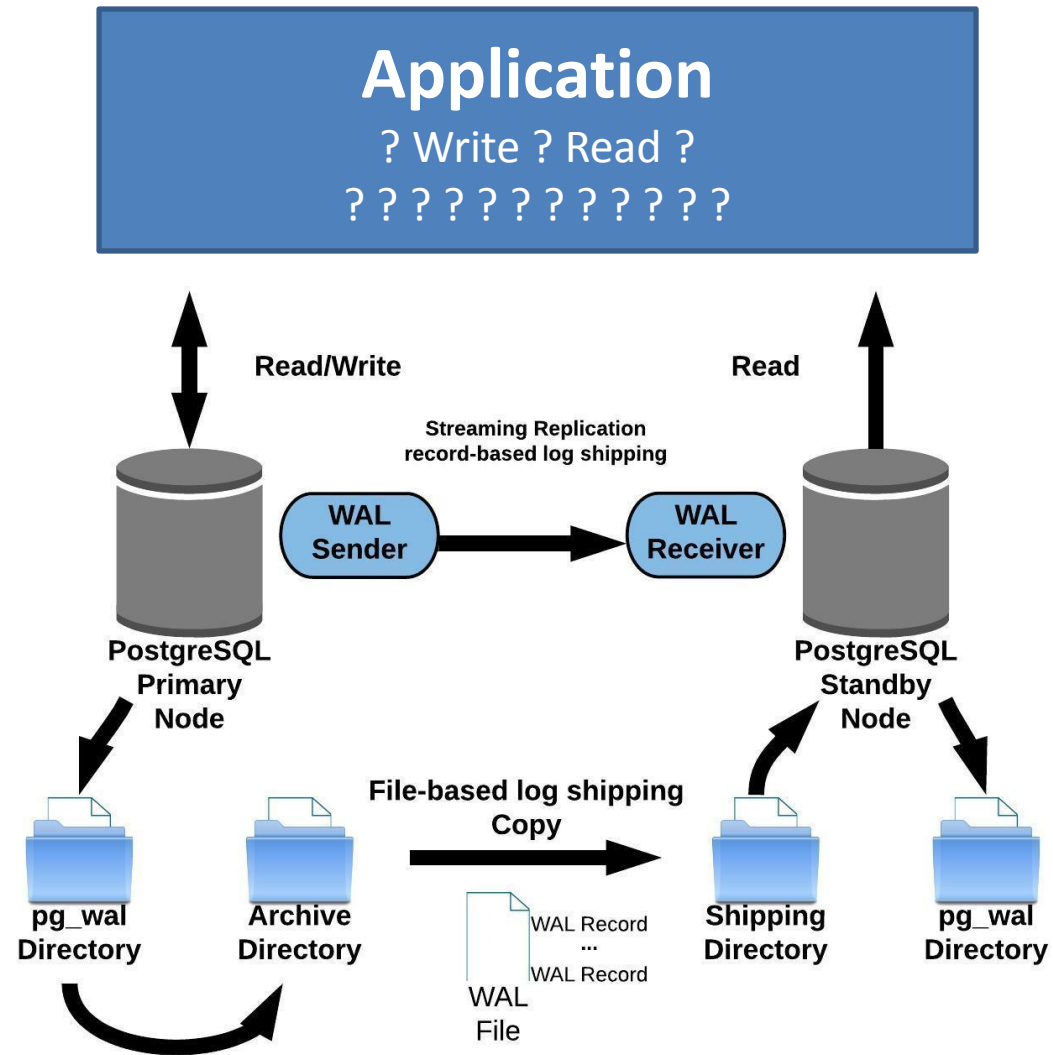 Application
? Write ? Read ?
? ? ? ? ? ? ? ? ? ? ? ?
Read/Write
Read
Streaming Replication
record-based log shipping
WAL
Sender
WAL
Receiver
PostgreSQL
Primary
Node
PostgreSQL
Standby
Node
File-based log shipping
Copy
pg_wal
Directory
Archive
Directory
WAL Record
...
WAL Record
WAL
File
Shipping
Directory
pg_wal
Directory